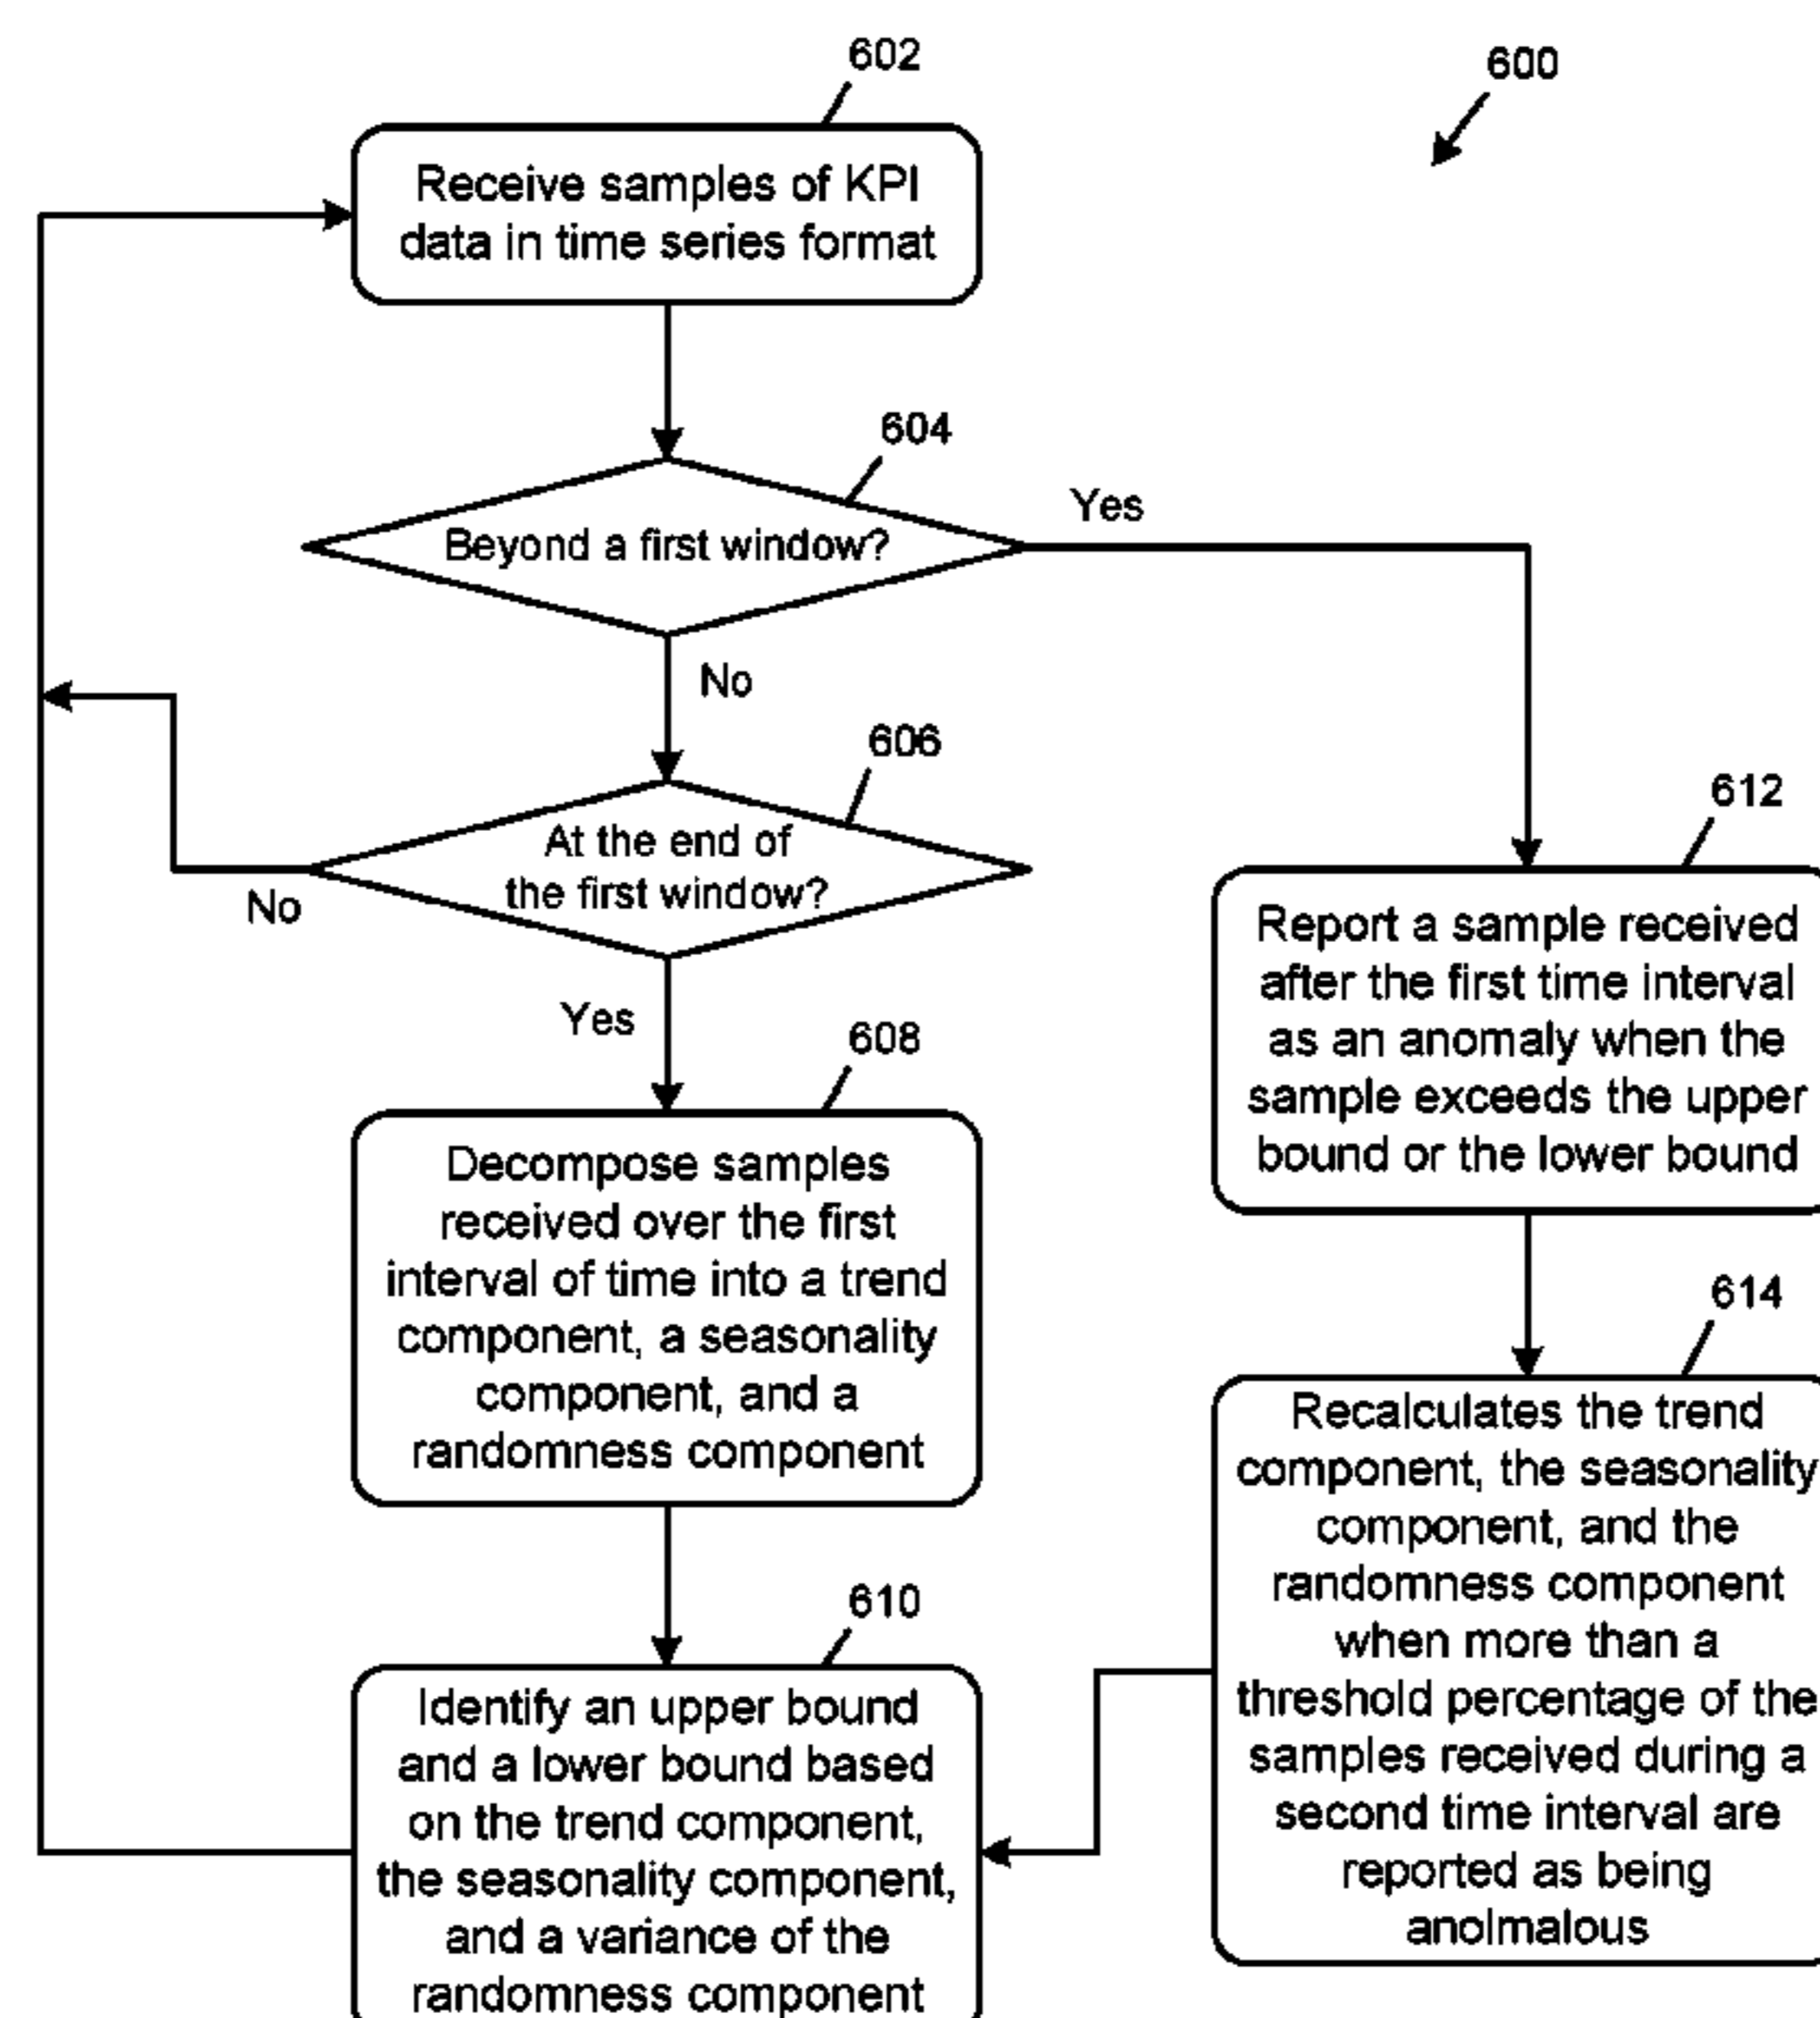 602
600
Receive samples of KPI
data in time series format
604
Beyond a first window?
Yes
No
606
At the end of
the first window?
No
Yes
612
Report a sample received
after the first time interval
as an anomaly when the
sample exceeds the upper
bound or the lower bound
608
Decompose samples
received over the first
interval of time into a trend
component, a seasonality
component, and a
randomness component
614
Recalculates the trend
component, the seasonality
component, and the
randomness component
when more than a
threshold percentage of the
samples received during a
second time interval are
reported as being
anolmalous
610
Identify an upper bound
and a lower bound based
on the trend component,
the seasonality component,
and a variance of the
randomness component